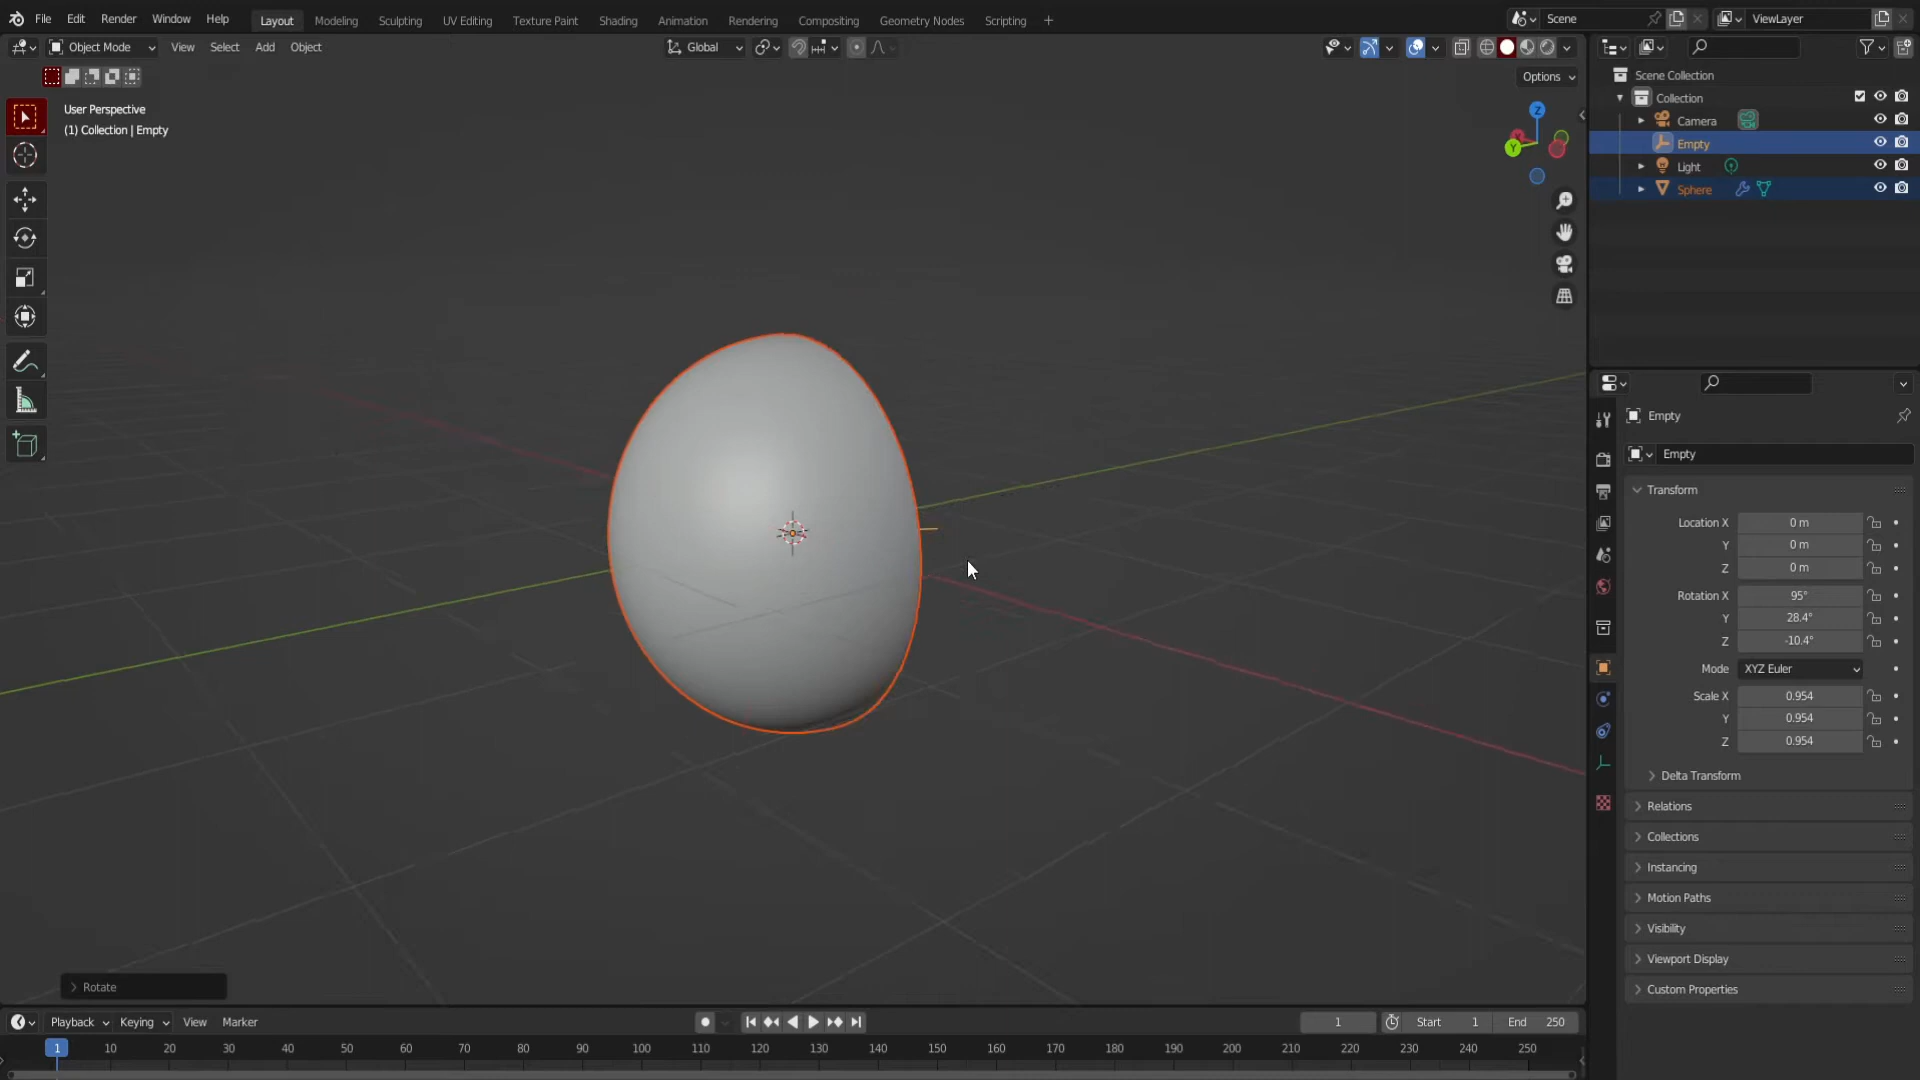 File Edit Render Window Help Layout Modeling Sculpting UV Editing Texture Paint Shading Animation Rendering Compositing Geometry Nodes Scripting + Scene ViewLayer
Object Mode View Select Add Object Global
Options
User Perspective
(1) Collection | Empty
Z
Y
Rotate
Scene Collection
Collection
Camera
Empty
Light
Sphere
Empty
Empty
Transform
Location X 0 m
Y 0 m
Z 0 m
Rotation X 95°
Y 28.4°
Z -10.4°
Mode XYZ Euler
Scale X 0.954
Y 0.954
Z 0.954
Delta Transform
Relations
Collections
Instancing
Motion Paths
Visibility
Viewport Display
Custom Properties
Playback Keying View Marker 1 Start 1 End 250
1 10 20 30 40 50 60 70 80 90 100 110 120 130 140 150 160 170 180 190 200 210 220 230 240 250